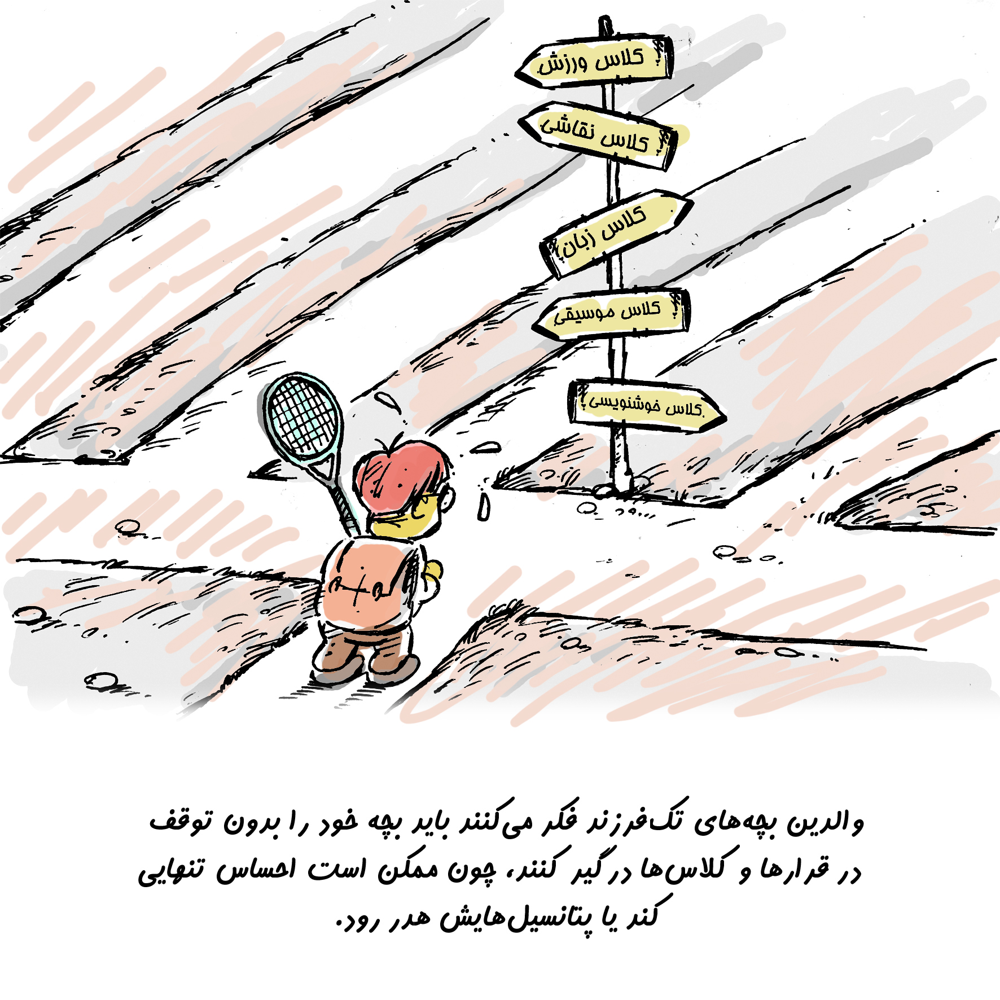 کلاس ورزش
کلاس نقاشی
کلاس زبان
کلاس موسیقی
کلاس خوشنویسی
والدین بچه‌های تک‌فرزند فکر می‌کنند باید بچه خود را بدون توقف
در قرارها و کلاس‌ها درگیر کنند، چون ممکن است احساس تنهایی
کند یا پتانسیل‌هایش هدر رود.